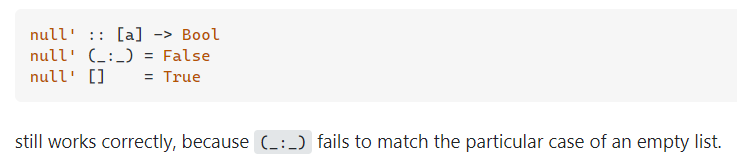 null' :: [a] -> Bool
null' (_:_) = False
null' []    = True
still works correctly, because (_:_) fails to match the particular case of an empty list.